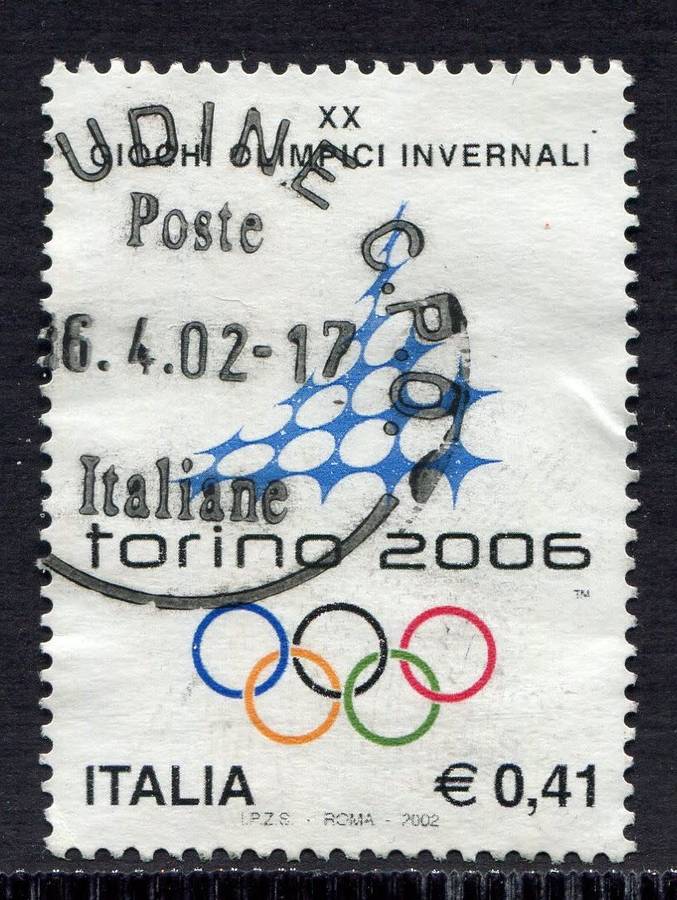 XX
GIOCHI OLIMPICI INVERNALI
UDINE C.P.O.
Poste
6.4.02-17
Italiane
torino 2006
TM
ITALIA
€ 0,41
I.P.Z.S. - ROMA - 2002